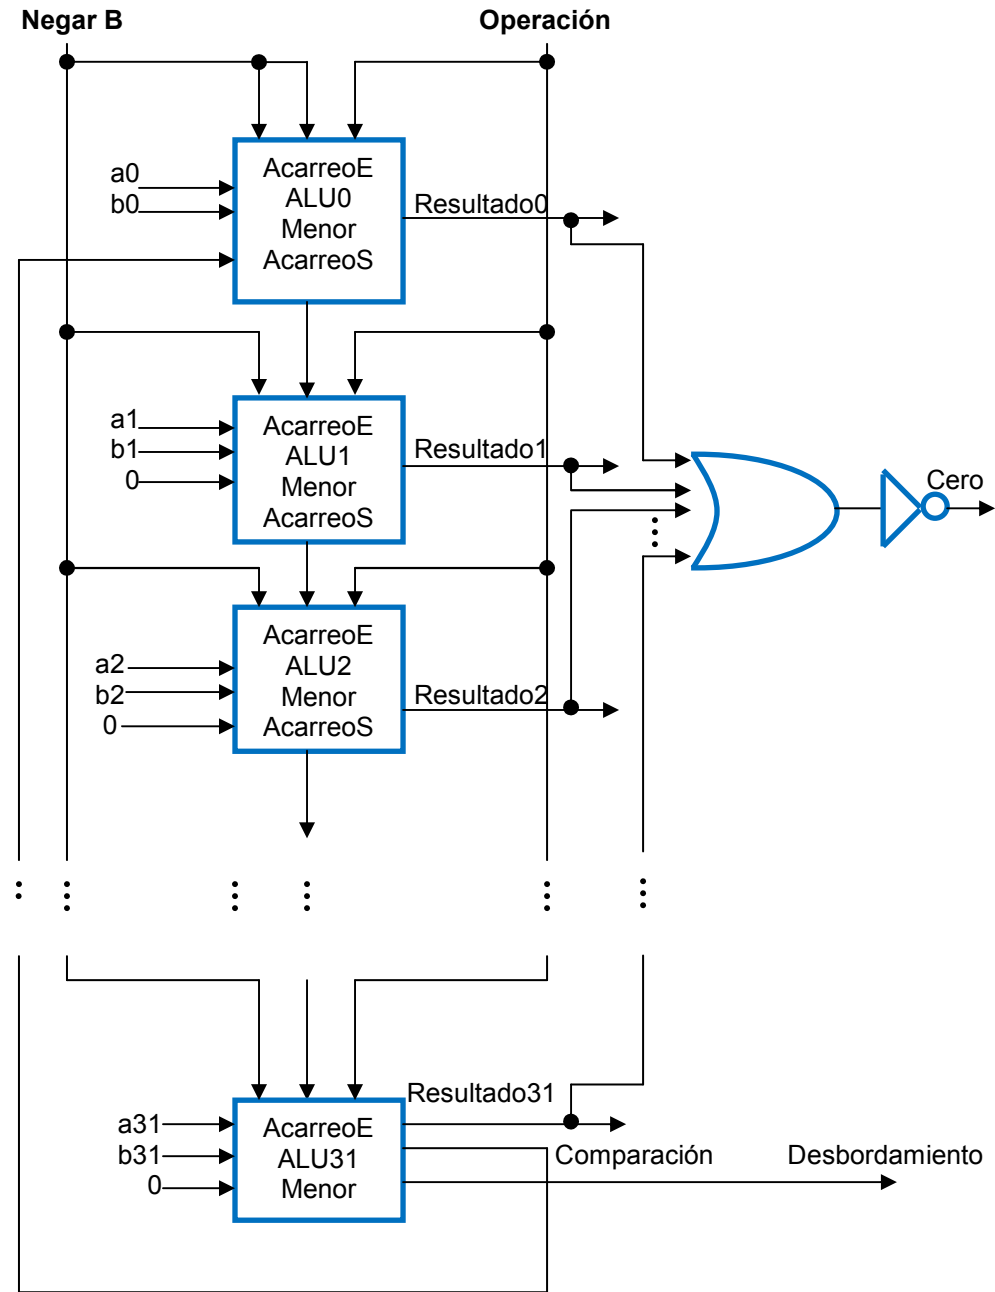 Negar B
Operación
a0
b0
AcarreoE
ALU0
Menor
AcarreoS
Resultado0
a1
b1
0
AcarreoE
ALU1
Menor
AcarreoS
Resultado1
Cero
a2
b2
0
AcarreoE
ALU2
Menor
AcarreoS
Resultado2
a31
b31
0
AcarreoE
ALU31
Menor
Resultado31
Comparación
Desbordamiento